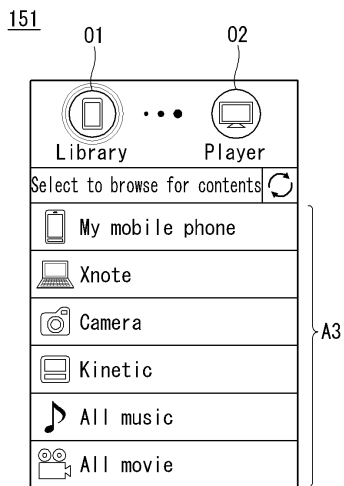 151
01 02
Library Player
Select to browse for contents
My mobile phone
Xnote
Camera
Kinetic
A3
All music
All movie